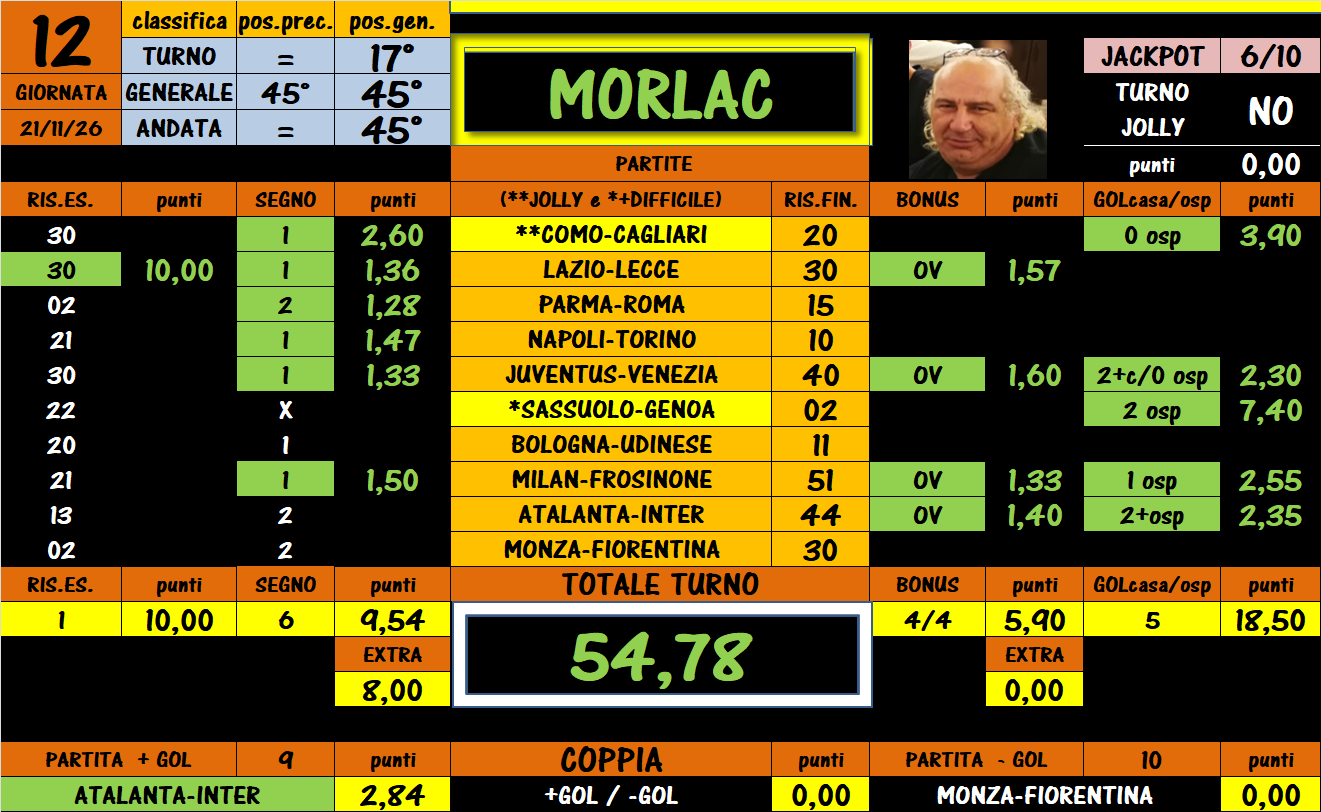 12 classifica pos.prec. pos.gen.
TURNO = 17°
GIORNATA GENERALE 45° 45°
21/11/26 ANDATA = 45°
MORLAC
JACKPOT 6/10
TURNO JOLLY NO
punti 0,00
PARTITE
RIS.ES. punti SEGNO punti (**JOLLY e *+DIFFICILE) RIS.FIN. BONUS punti GOLcasa/osp punti
30 1 2,60 **COMO-CAGLIARI 20 0 osp 3,90
30 10,00 1 1,36 LAZIO-LECCE 30 OV 1,57
02 2 1,28 PARMA-ROMA 15
21 1 1,47 NAPOLI-TORINO 10
30 1 1,33 JUVENTUS-VENEZIA 40 OV 1,60 2+c/0 osp 2,30
22 X *SASSUOLO-GENOA 02 2 osp 7,40
20 1 BOLOGNA-UDINESE 11
21 1 1,50 MILAN-FROSINONE 51 OV 1,33 1 osp 2,55
13 2 ATALANTA-INTER 44 OV 1,40 2+osp 2,35
02 2 MONZA-FIORENTINA 30
RIS.ES. punti SEGNO punti TOTALE TURNO BONUS punti GOLcasa/osp punti
1 10,00 6 9,54 54,78 4/4 5,90 5 18,50
EXTRA EXTRA
8,00 0,00
PARTITA + GOL 9 punti COPPIA punti PARTITA - GOL 10 punti
ATALANTA-INTER 2,84 +GOL / -GOL 0,00 MONZA-FIORENTINA 0,00